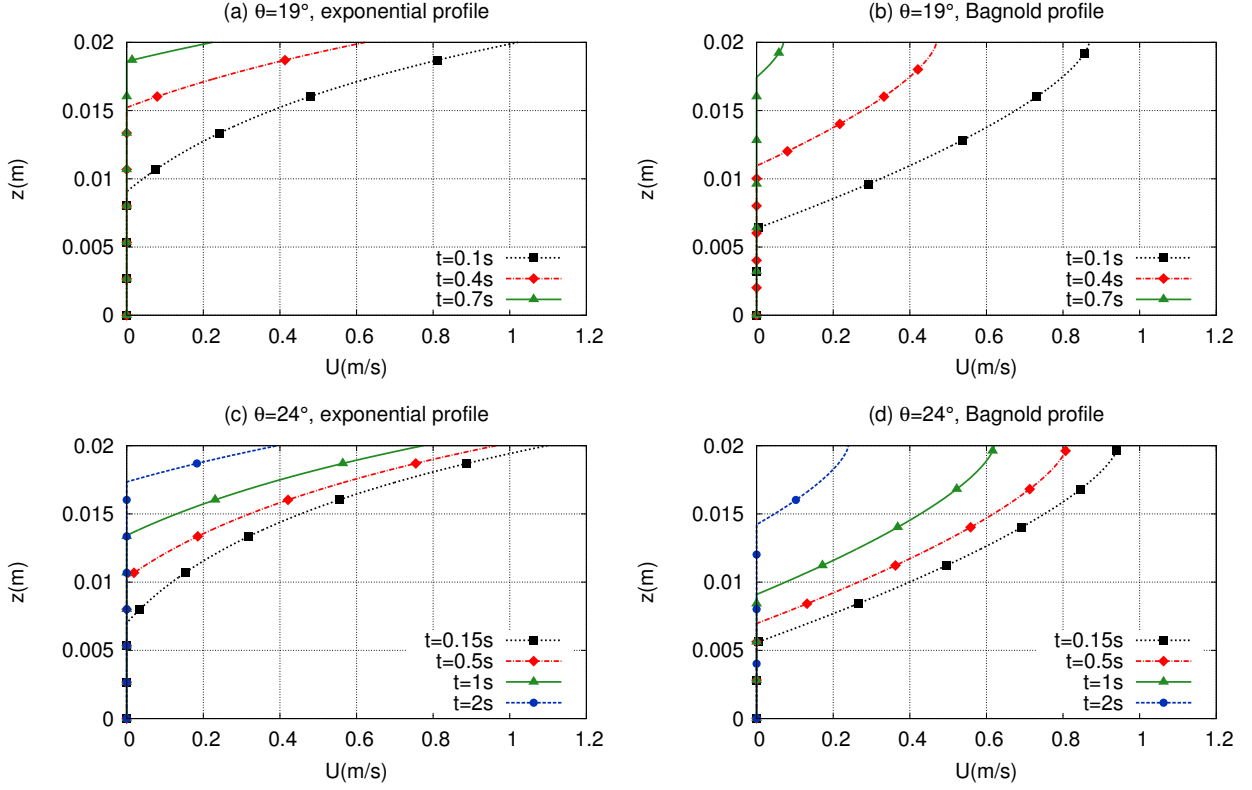 (a) θ=19°, exponential profile
z(m)
0.02
0.015
0.01
0.005
0
t=0.1s
t=0.4s
t=0.7s
0 0.2 0.4 0.6 0.8 1 1.2
U(m/s)
(b) θ=19°, Bagnold profile
z(m)
0.02
0.015
0.01
0.005
0
t=0.1s
t=0.4s
t=0.7s
0 0.2 0.4 0.6 0.8 1 1.2
U(m/s)
(c) θ=24°, exponential profile
z(m)
0.02
0.015
0.01
0.005
0
t=0.15s
t=0.5s
t=1s
t=2s
0 0.2 0.4 0.6 0.8 1 1.2
U(m/s)
(d) θ=24°, Bagnold profile
z(m)
0.02
0.015
0.01
0.005
0
t=0.15s
t=0.5s
t=1s
t=2s
0 0.2 0.4 0.6 0.8 1 1.2
U(m/s)